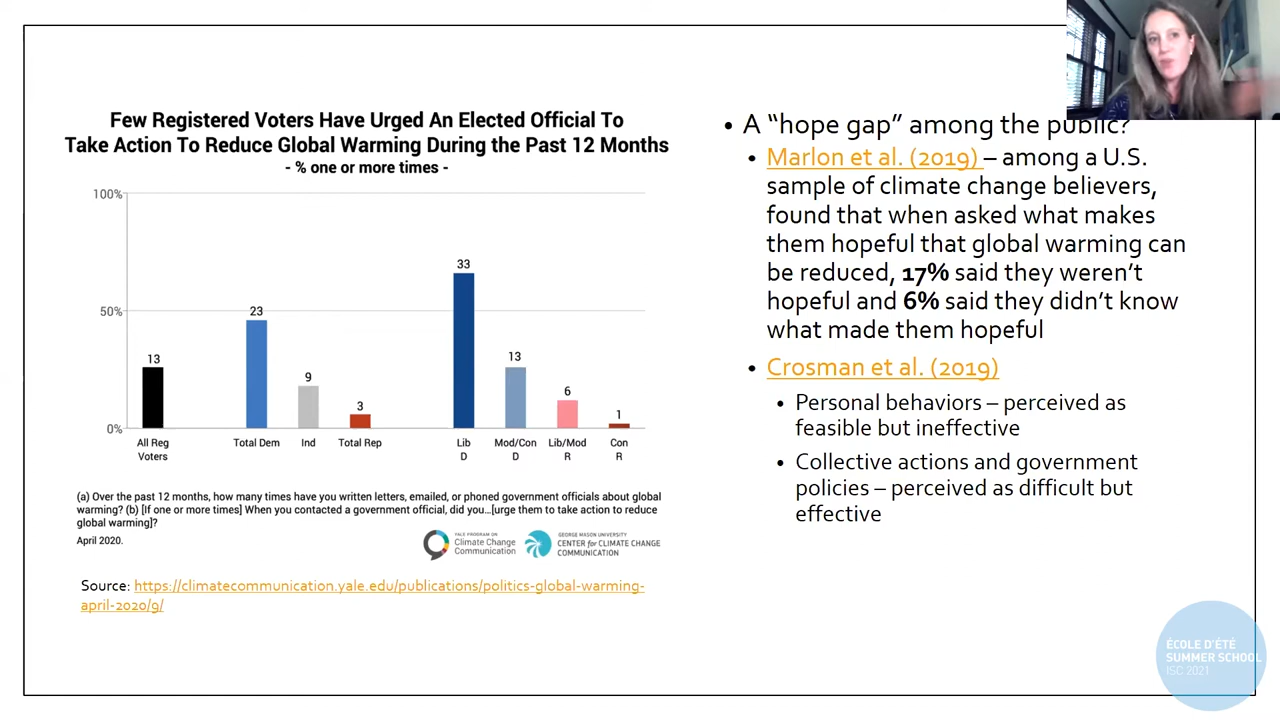 Few Registered Voters Have Urged An Elected Official To
Take Action To Reduce Global Warming During the Past 12 Months
- % one or more times -
100%
50%
0%
13
23
9
3
33
13
6
1
All Reg
Voters
Total Dem
Ind
Total Rep
Lib
D
Mod/Con
D
Lib/Mod
R
Con
R
(a) Over the past 12 months, how many times have you written letters, emailed, or phoned government officials about global
warming? (b) [If one or more times] When you contacted a government official, did you...[urge them to take action to reduce
global warming]?
April 2020.
YALE PROGRAM ON
Climate Change
Communication
GEORGE MASON UNIVERSITY
CENTER for CLIMATE CHANGE
COMMUNICATION
Source: https://climatecommunication.yale.edu/publications/politics-global-warming-
april-2020/9/
• A “hope gap” among the public?
• Marlon et al. (2019) – among a U.S.
sample of climate change believers,
found that when asked what makes
them hopeful that global warming can
be reduced, 17% said they weren’t
hopeful and 6% said they didn’t know
what made them hopeful
• Crosman et al. (2019)
• Personal behaviors – perceived as
feasible but ineffective
• Collective actions and government
policies – perceived as difficult but
effective
ÉCOLE D'ÉTÉ
SUMMER SCHOOL
ISC 2021